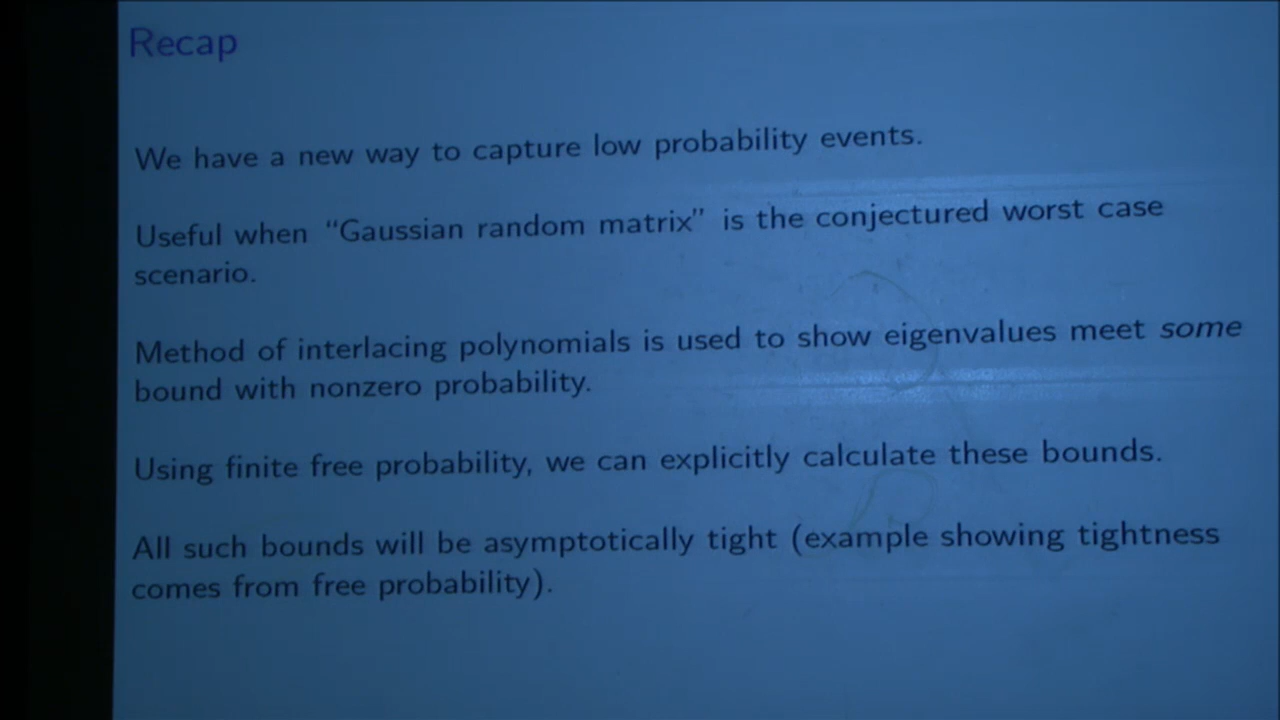 Recap
We have a new way to capture low probability events.
Useful when “Gaussian random matrix” is the conjectured worst case
scenario.
Method of interlacing polynomials is used to show eigenvalues meet some
bound with nonzero probability.
Using finite free probability, we can explicitly calculate these bounds.
All such bounds will be asymptotically tight (example showing tightness
comes from free probability).